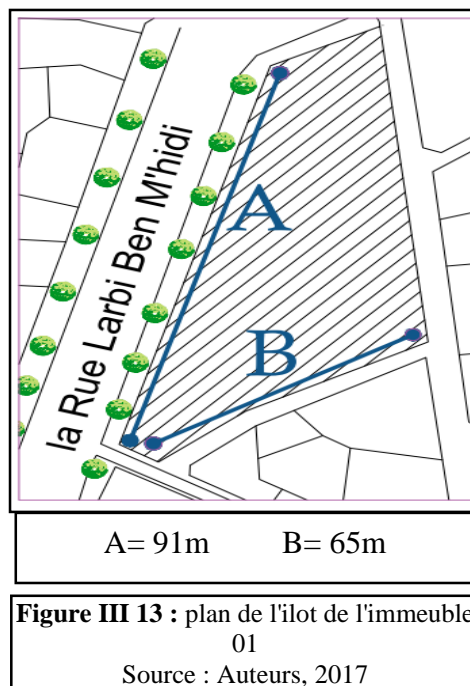 la Rue Larbi Ben M'hidi
A
B
A= 91m B= 65m
Figure III 13 : plan de l'ilot de l'immeuble
01
Source : Auteurs, 2017